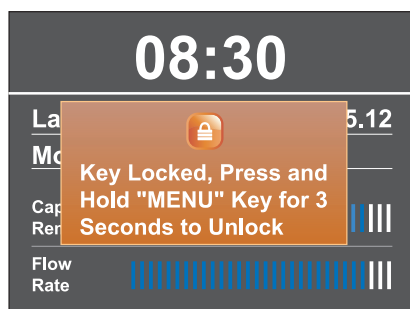 08:30
La
5.12
Mo
Key Locked, Press and
Hold "MENU" Key for 3
Seconds to Unlock
Cap
Rer
Flow
Rate